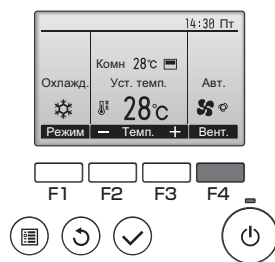 14:30 Пт
Комн 28°C
Охлажд. Уст. темп. Авт.
28°C
Режим − Темп. + Вент.
F1 F2 F3 F4